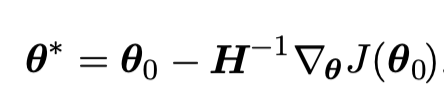 θ* = θ₀ − H⁻¹∇_θ J(θ₀)